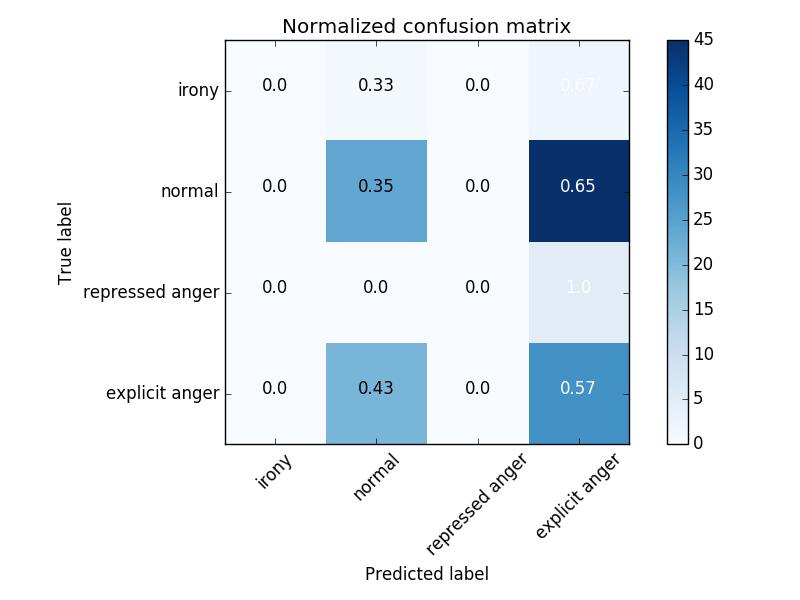 Normalized confusion matrix
True label
irony 0.0 0.33 0.0 0.67
normal 0.0 0.35 0.0 0.65
repressed anger 0.0 0.0 0.0 1.0
explicit anger 0.0 0.43 0.0 0.57
irony normal repressed anger explicit anger
Predicted label
45
40
35
30
25
20
15
10
5
0